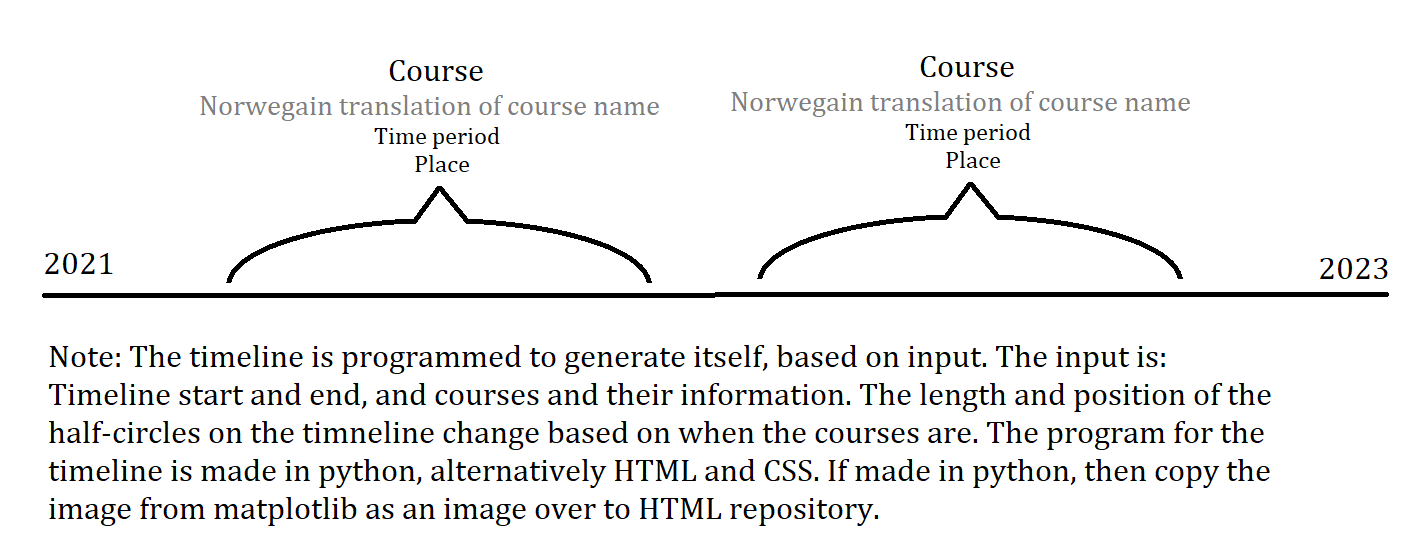 Course
Norwegain translation of course name
Time period
Place
Course
Norwegain translation of course name
Time period
Place
2021
2023
Note: The timeline is programmed to generate itself, based on input. The input is:
Timeline start and end, and courses and their information. The length and position of the
half-circles on the timneline change based on when the courses are. The program for the
timeline is made in python, alternatively HTML and CSS. If made in python, then copy the
image from matplotlib as an image over to HTML repository.